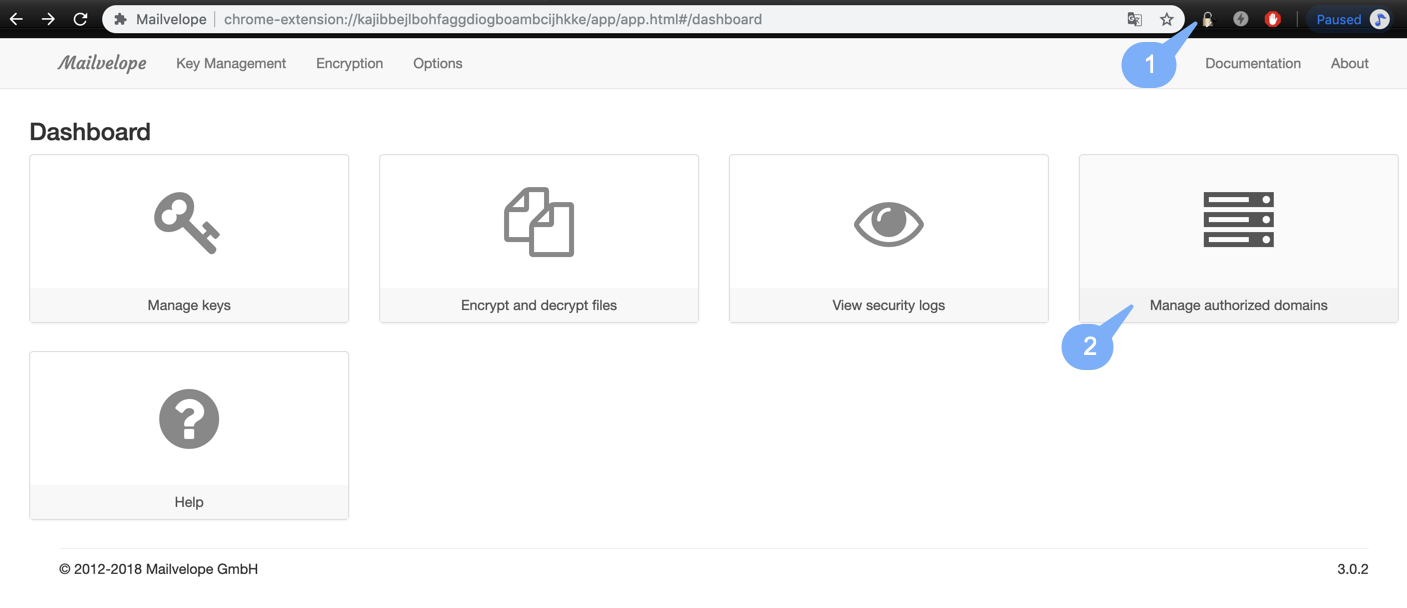 Mailvelope chrome-extension://kajibbejlbohfaggdiogboambcijhkke/app/app.html#/dashboard Paused
Mailvelope Key Management Encryption Options 1 Documentation About
Dashboard
Manage keys Encrypt and decrypt files View security logs Manage authorized domains
2
Help
© 2012-2018 Mailvelope GmbH 3.0.2